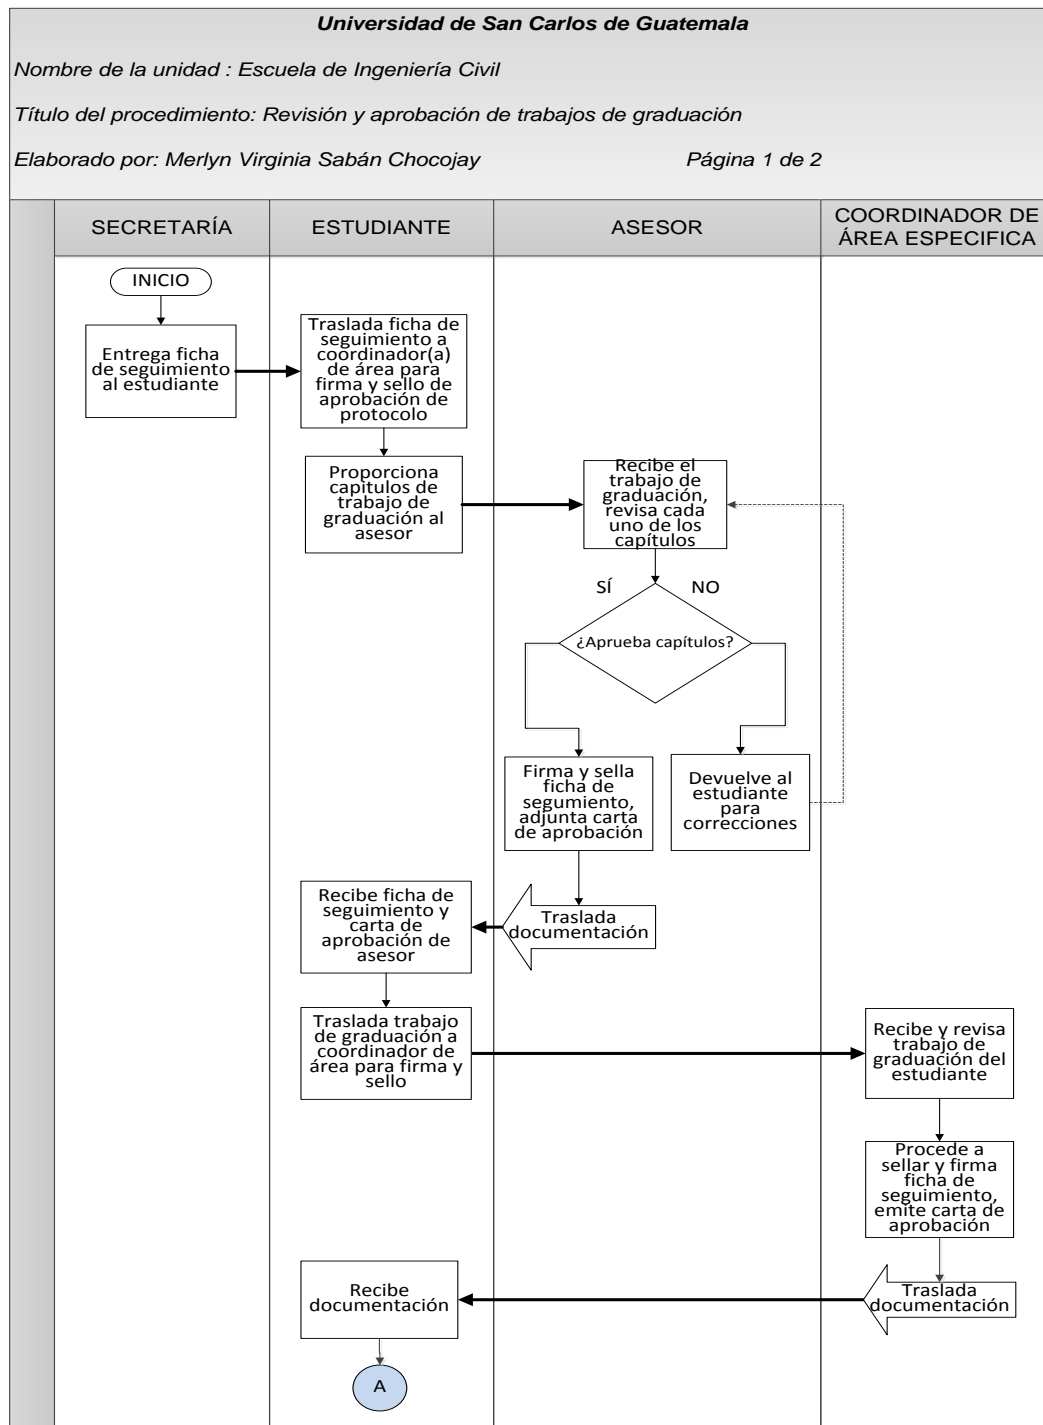 Universidad de San Carlos de Guatemala
Nombre de la unidad : Escuela de Ingeniería Civil
Título del procedimiento: Revisión y aprobación de trabajos de graduación
Elaborado por: Merlyn Virginia Sabán Chocojay Página 1 de 2
SECRETARÍA
ESTUDIANTE
ASESOR
COORDINADOR DE
ÁREA ESPECIFICA
INICIO
Entrega ficha
de seguimiento
al estudiante
Traslada ficha de
seguimiento a
coordinador(a)
de área para
firma y sello de
aprobación de
protocolo
Proporciona
capitulos de
trabajo de
graduación al
asesor
Recibe el
trabajo de
graduación,
revisa cada
uno de los
capítulos
SÍ
NO
¿Aprueba capítulos?
Firma y sella
ficha de
segumiento,
adjunta carta
de aprobación
Devuelve al
estudiante
para
correcciones
Traslada
documentación
Recibe ficha de
seguimiento y
carta de
aprobación de
asesor
Traslada trabajo
de graduación a
coordinador de
área para firma y
sello
Recibe y revisa
trabajo de
graduación del
estudiante
Procede a
sellar y firma
ficha de
seguimiento,
emite carta de
aprobación
Traslada
documentación
Recibe
documentación
A